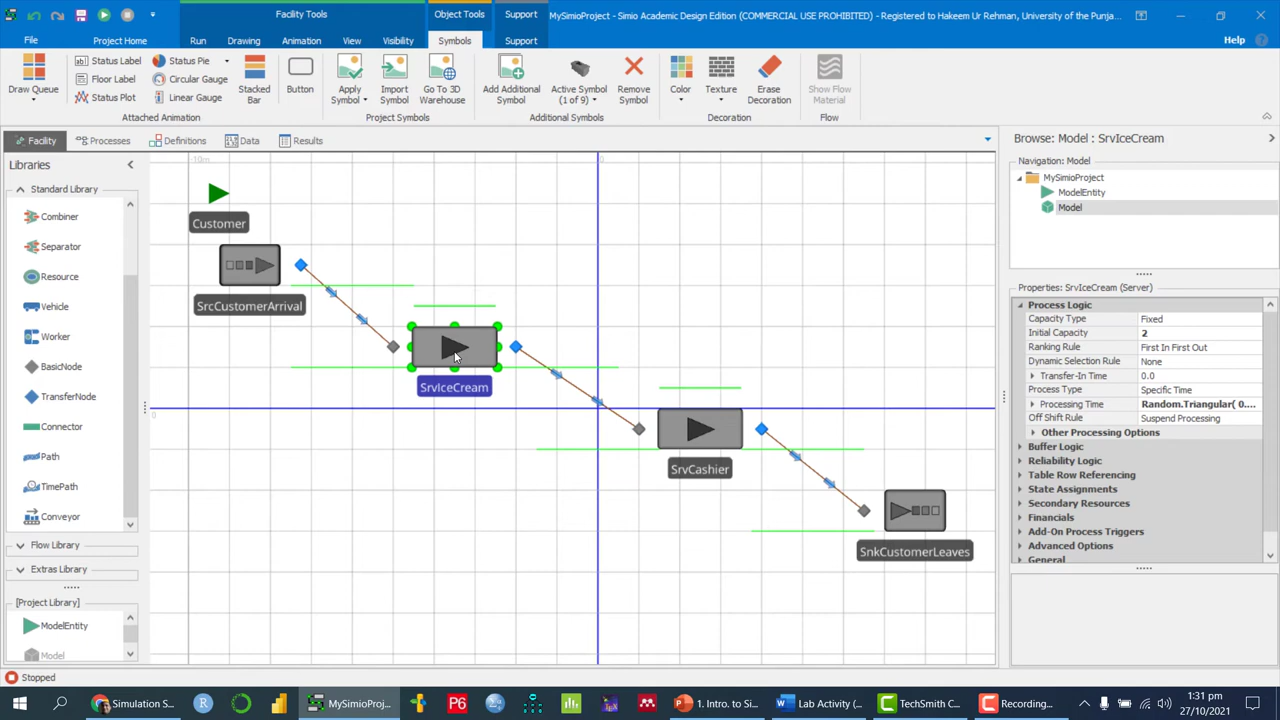 Facility Tools
Object Tools
Support
MySimioProject - Simio Academic Design Edition (COMMERCIAL USE PROHIBITED) - Registered to Hakeem Ur Rehman, University of the Punja...
File
Project Home
Run
Drawing
Animation
View
Visibility
Symbols
Support
Help
Draw Queue
Status Label
Floor Label
Status Plot
Status Pie
Circular Gauge
Linear Gauge
Stacked Bar
Button
Apply Symbol
Import Symbol
Go To 3D Warehouse
Add Additional Symbol
Active Symbol (1 of 9)
Remove Symbol
Color
Texture
Erase Decoration
Show Flow Material
Attached Animation
Project Symbols
Additional Symbols
Decoration
Flow
Facility
Processes
Definitions
Data
Results
Libraries
Standard Library
Combiner
Separator
Resource
Vehicle
Worker
BasicNode
TransferNode
Connector
Path
TimePath
Conveyor
Flow Library
Extras Library
[Project Library]
ModelEntity
Model
-10m
0
0
Customer
SrcCustomerArrival
SrvIceCream
SrvCashier
SnkCustomerLeaves
Browse: Model : SrvIceCream
Navigation: Model
MySimioProject
ModelEntity
Model
Properties: SrvIceCream (Server)
Process Logic
Capacity Type Fixed
Initial Capacity 2
Ranking Rule First In First Out
Dynamic Selection Rule None
Transfer-In Time 0.0
Process Type Specific Time
Processing Time Random.Triangular( 0....
Off Shift Rule Suspend Processing
Other Processing Options
Buffer Logic
Reliability Logic
Table Row Referencing
State Assignments
Secondary Resources
Financials
Add-On Process Triggers
Advanced Options
General
Stopped
Simulation S...
R
MySimioProj...
P6
1. Intro. to Si...
Lab Activity (...
TechSmith C...
Recording...
1:31 pm
27/10/2021